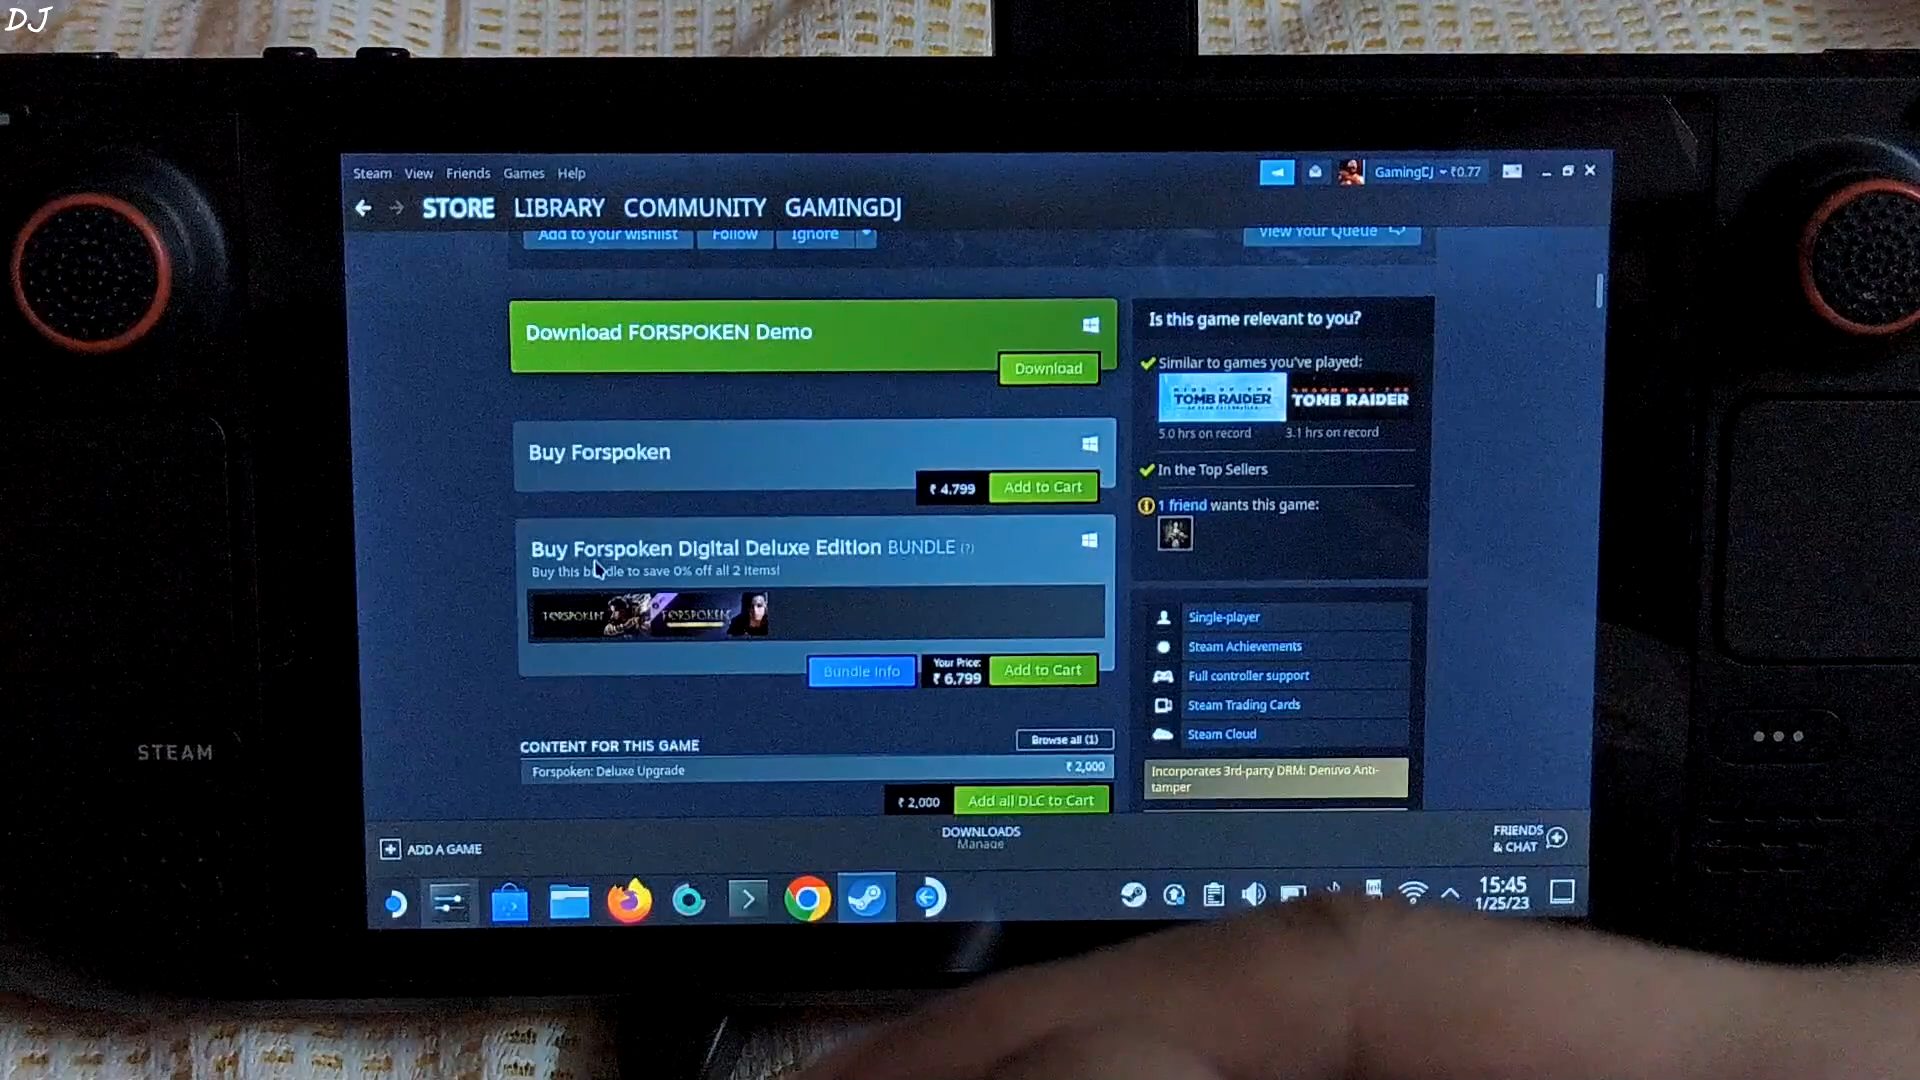 DJ
Steam View Friends Games Help
GamingDJ ₹0.77
STORE LIBRARY COMMUNITY GAMINGDJ
Add to your wishlist Follow Ignore View Your Queue
Download FORSPOKEN Demo
Download
Buy Forspoken
₹ 4,799 Add to Cart
Buy Forspoken Digital Deluxe Edition BUNDLE (?)
Buy this bundle to save 0% off all 2 items!
FORSPOKEN FORSPOKEN
Bundle info Your Price: ₹ 6,799 Add to Cart
CONTENT FOR THIS GAME Browse all (1)
Forspoken: Deluxe Upgrade ₹ 2,000
₹ 2,000 Add all DLC to Cart
Is this game relevant to you?
Similar to games you've played:
RISE OF THE
TOMB RAIDER
SHADOW OF THE
TOMB RAIDER
5.0 hrs on record 3.1 hrs on record
In the Top Sellers
1 friend wants this game:
Single-player
Steam Achievements
Full controller support
Steam Trading Cards
Steam Cloud
Incorporates 3rd-party DRM: Denuvo Anti-
tamper
ADD A GAME
DOWNLOADS
Manage
FRIENDS
& CHAT
15:45
1/25/23
STEAM